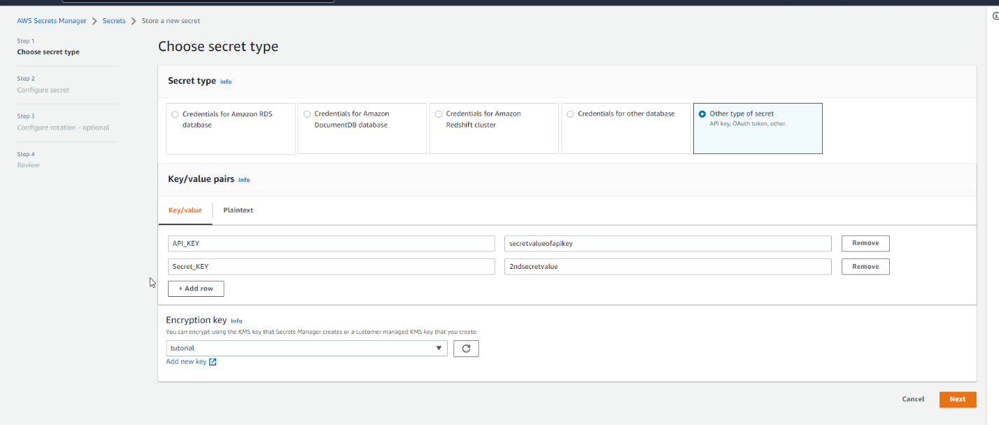 AWS Secrets Manager > Secrets > Store a new secret
Step 1
Choose secret type
Step 2
Configure secret
Step 3
Configure rotation - optional
Step 4
Review
Choose secret type
Secret type Info
Credentials for Amazon RDS
database
Credentials for Amazon
DocumentDB database
Credentials for Amazon
Redshift cluster
Credentials for other database
Other type of secret
API key, OAuth token, other.
Key/value pairs Info
Key/value Plaintext
API_KEY secretvalueofapikey Remove
Secret_KEY 2ndsecretvalue Remove
+ Add row
Encryption key Info
You can encrypt using the KMS key that Secrets Manager creates or a customer managed KMS key that you create.
tutorial
Add new key
Cancel Next